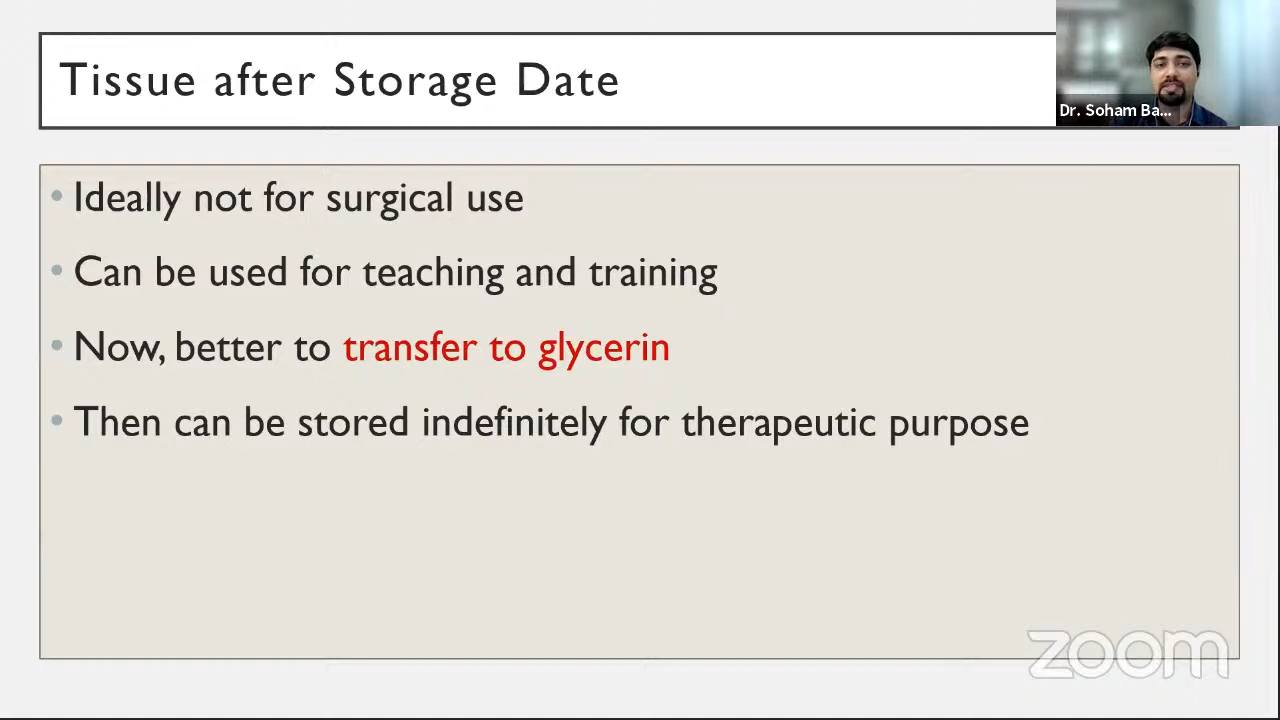 Tissue after Storage Date
Dr. Soham Ba...
• Ideally not for surgical use
• Can be used for teaching and training
• Now, better to transfer to glycerin
• Then can be stored indefinitely for therapeutic purpose
zoom